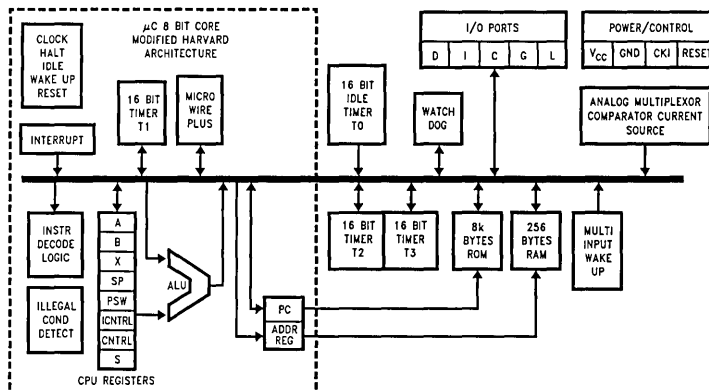 CLOCK
HALT
IDLE
WAKE UP
RESET
μC 8 BIT CORE
MODIFIED HARVARD
ARCHITECTURE
16 BIT
TIMER
T1
MICRO
WIRE
PLUS
INTERRUPT
16 BIT
IDLE
TIMER
T0
WATCH
DOG
I/O PORTS
D I C G L
POWER/CONTROL
VCC GND CKI RESET
ANALOG MULTIPLEXOR
COMPARATOR CURRENT
SOURCE
INSTR
DECODE
LOGIC
ILLEGAL
COND
DETECT
A
B
X
SP
PSW
ICNTRL
CNTRL
S
CPU REGISTERS
ALU
PC
ADDR
REG
16 BIT
TIMER
T2
16 BIT
TIMER
T3
8k
BYTES
ROM
256
BYTES
RAM
MULTI
INPUT
WAKE
UP